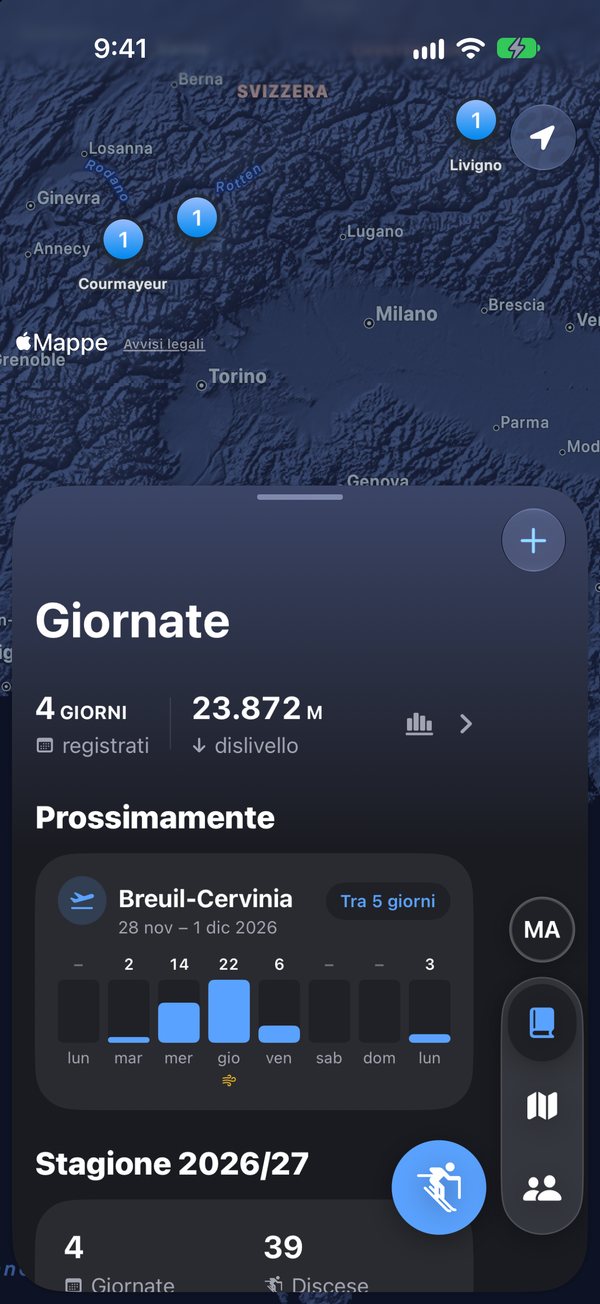 9:41
Berna
SVIZZERA
1
Livigno
Losanna
Rodano
Rotten
Ginevra
1
1
Annecy
Lugano
Courmayeur
Milano
Brescia
Mappe
Avvisi legali
Grenoble
Torino
Parma
Genova
Giornate
4 GIORNI
23.872 M
registrati
dislivello
Prossimamente
Breuil-Cervinia
Tra 5 giorni
28 nov – 1 dic 2026
– 2 14 22 6 – – 3
lun mar mer gio ven sab dom lun
MA
Stagione 2026/27
4
39
Giornate
Discese